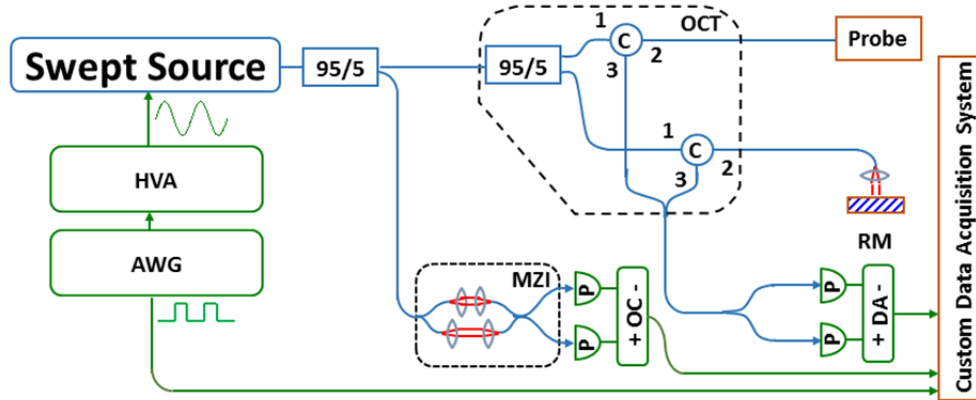 Swept Source
95/5
95/5
1
C
2
3
OCT
Probe
1
C
2
3
RM
HVA
AWG
MZI
P
P
+ OC -
P
P
+ DA -
Custom Data Acquisition System